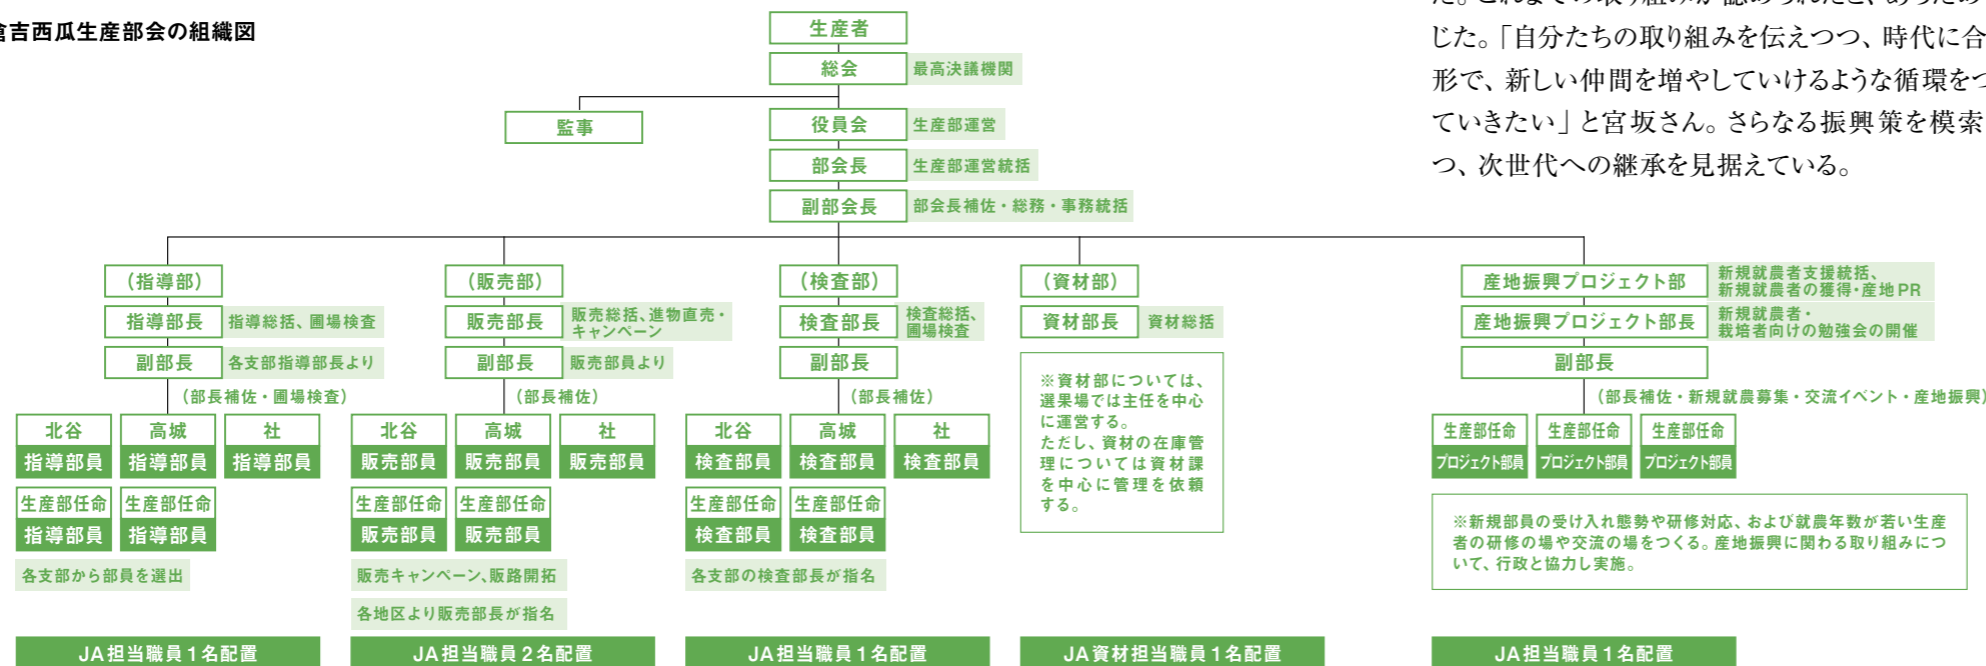 倉吉西瓜生産部会の組織図
じた。「自分たちの取り組みを伝えつつ、時代に合
形で、新しい仲間を増やしていけるような循環をつ
ていきたい」と宮坂さん。さらなる振興策を模索
つ、次世代への継承を見据えている。
生産者
総会 最高決議機関
監事
役員会 生産部運営
部会長 生産部運営統括
副部会長 部会長補佐・総務・事務統括
(指導部)
指導部長 指導総括、圃場検査
副部長 各支部指導部長より
(部長補佐・圃場検査)
北谷 高城 社
指導部員 指導部員 指導部員
生産部任命 生産部任命
指導部員 指導部員
各支部から部員を選出
JA担当職員1名配置
(販売部)
販売部長 販売総括、進物直売・
キャンペーン
副部長 販売部員より
(部長補佐)
北谷 高城 社
販売部員 販売部員 販売部員
生産部任命 生産部任命
販売部員 販売部員
販売キャンペーン、販路開拓
各地区より販売部長が指名
JA担当職員2名配置
(検査部)
検査部長 検査総括、
圃場検査
副部長
(部長補佐)
北谷 高城 社
検査部員 検査部員 検査部員
生産部任命 生産部任命
検査部員 検査部員
各支部の検査部長が指名
JA担当職員1名配置
(資材部)
資材部長 資材総括
※資材部については、
選果場では主任を中心
に運営する。
ただし、資材の在庫管
理については資材課
を中心に管理を依頼
する。
JA資材担当職員1名配置
産地振興プロジェクト部 新規就農者支援統括、
新規就農者の獲得・産地PR
産地振興プロジェクト部長 新規就農者・
栽培者向けの勉強会の開催
副部長
(部長補佐・新規就農募集・交流イベント・産地振興)
生産部任命 生産部任命 生産部任命
プロジェクト部員 プロジェクト部員 プロジェクト部員
※新規部員の受け入れ態勢や研修対応、および就農年数が若い生産
者の研修の場や交流の場をつくる。産地振興に関わる取り組みにつ
いて、行政と協力し実施。
JA担当職員1名配置